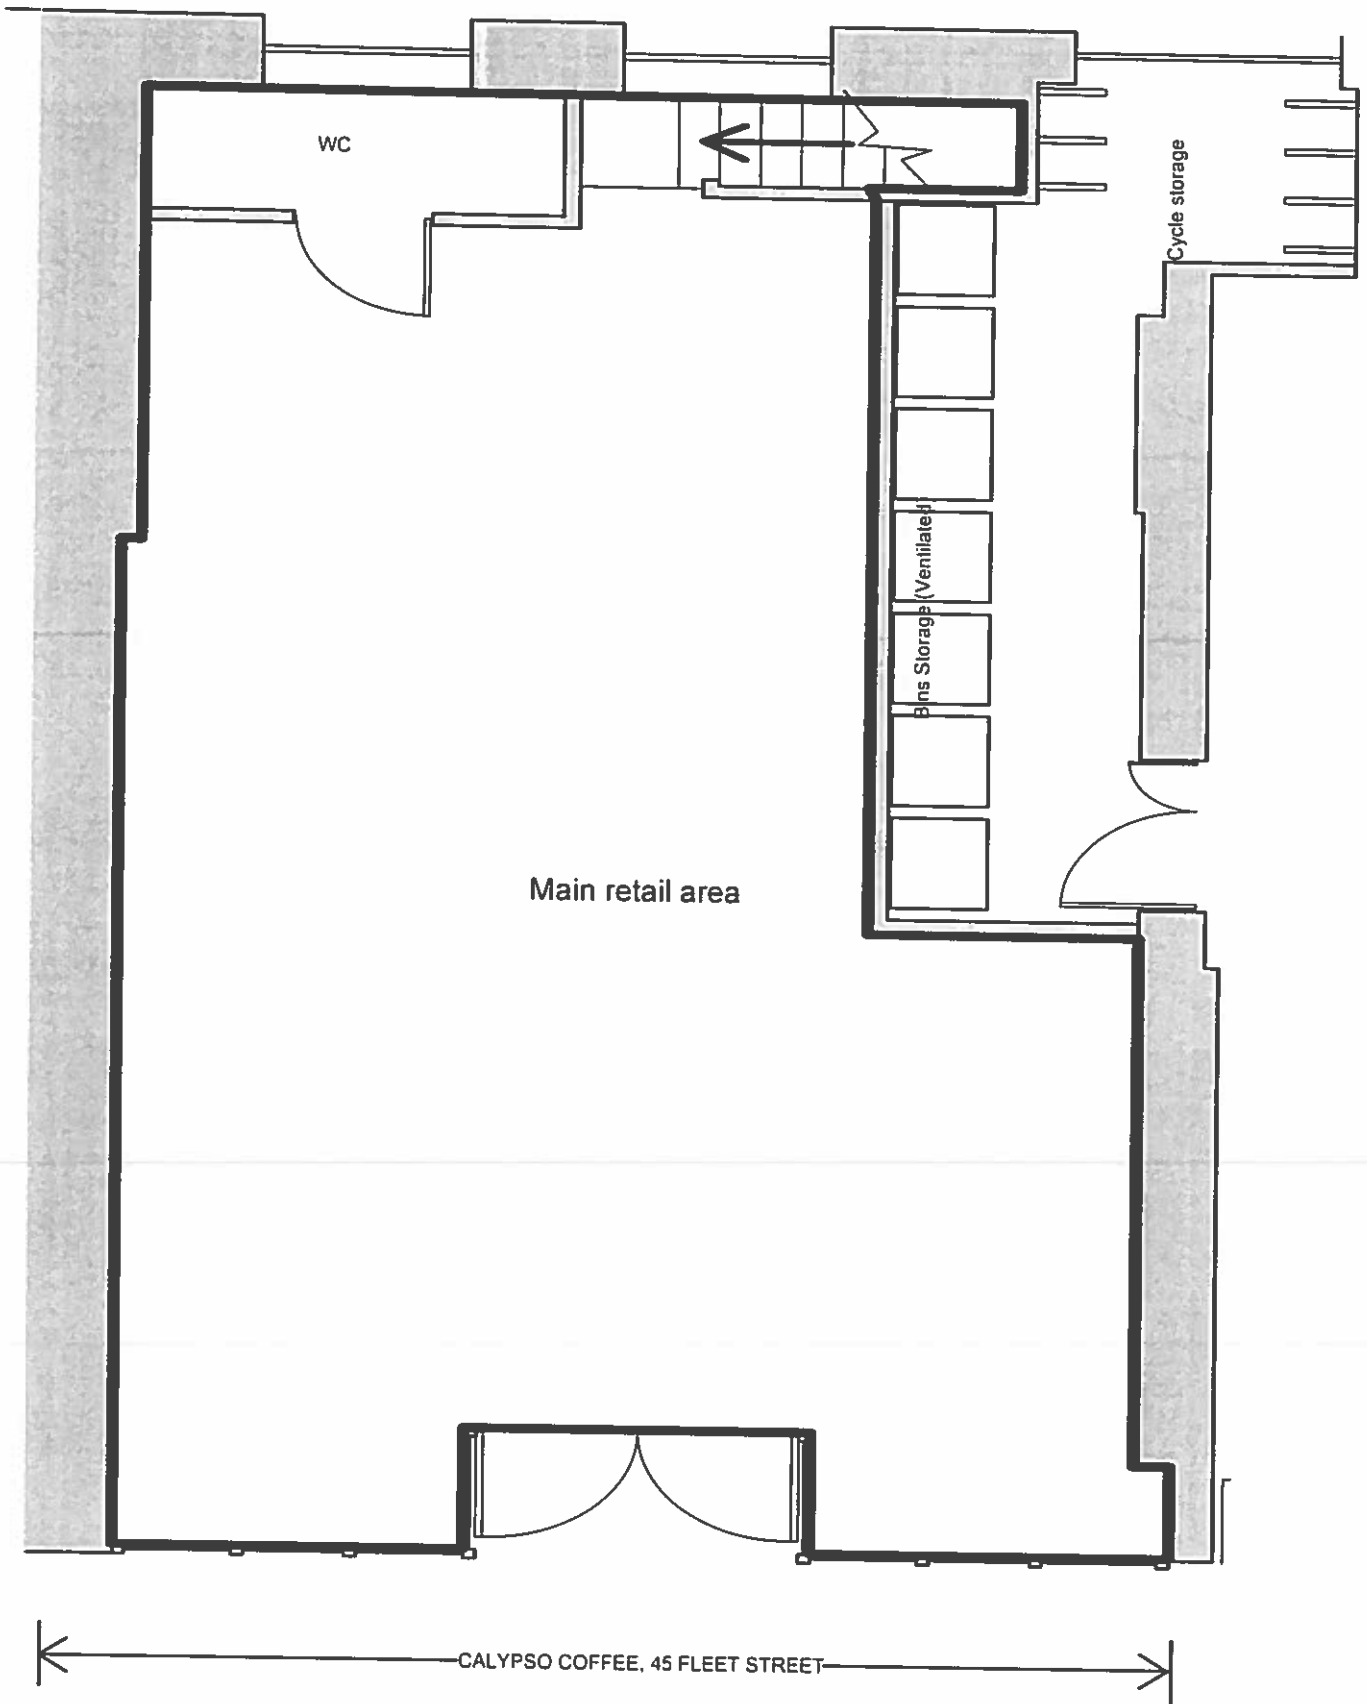 WC
Cycle storage
Bins Storage (Ventilated)
Main retail area
CALYPSO COFFEE, 45 FLEET STREET